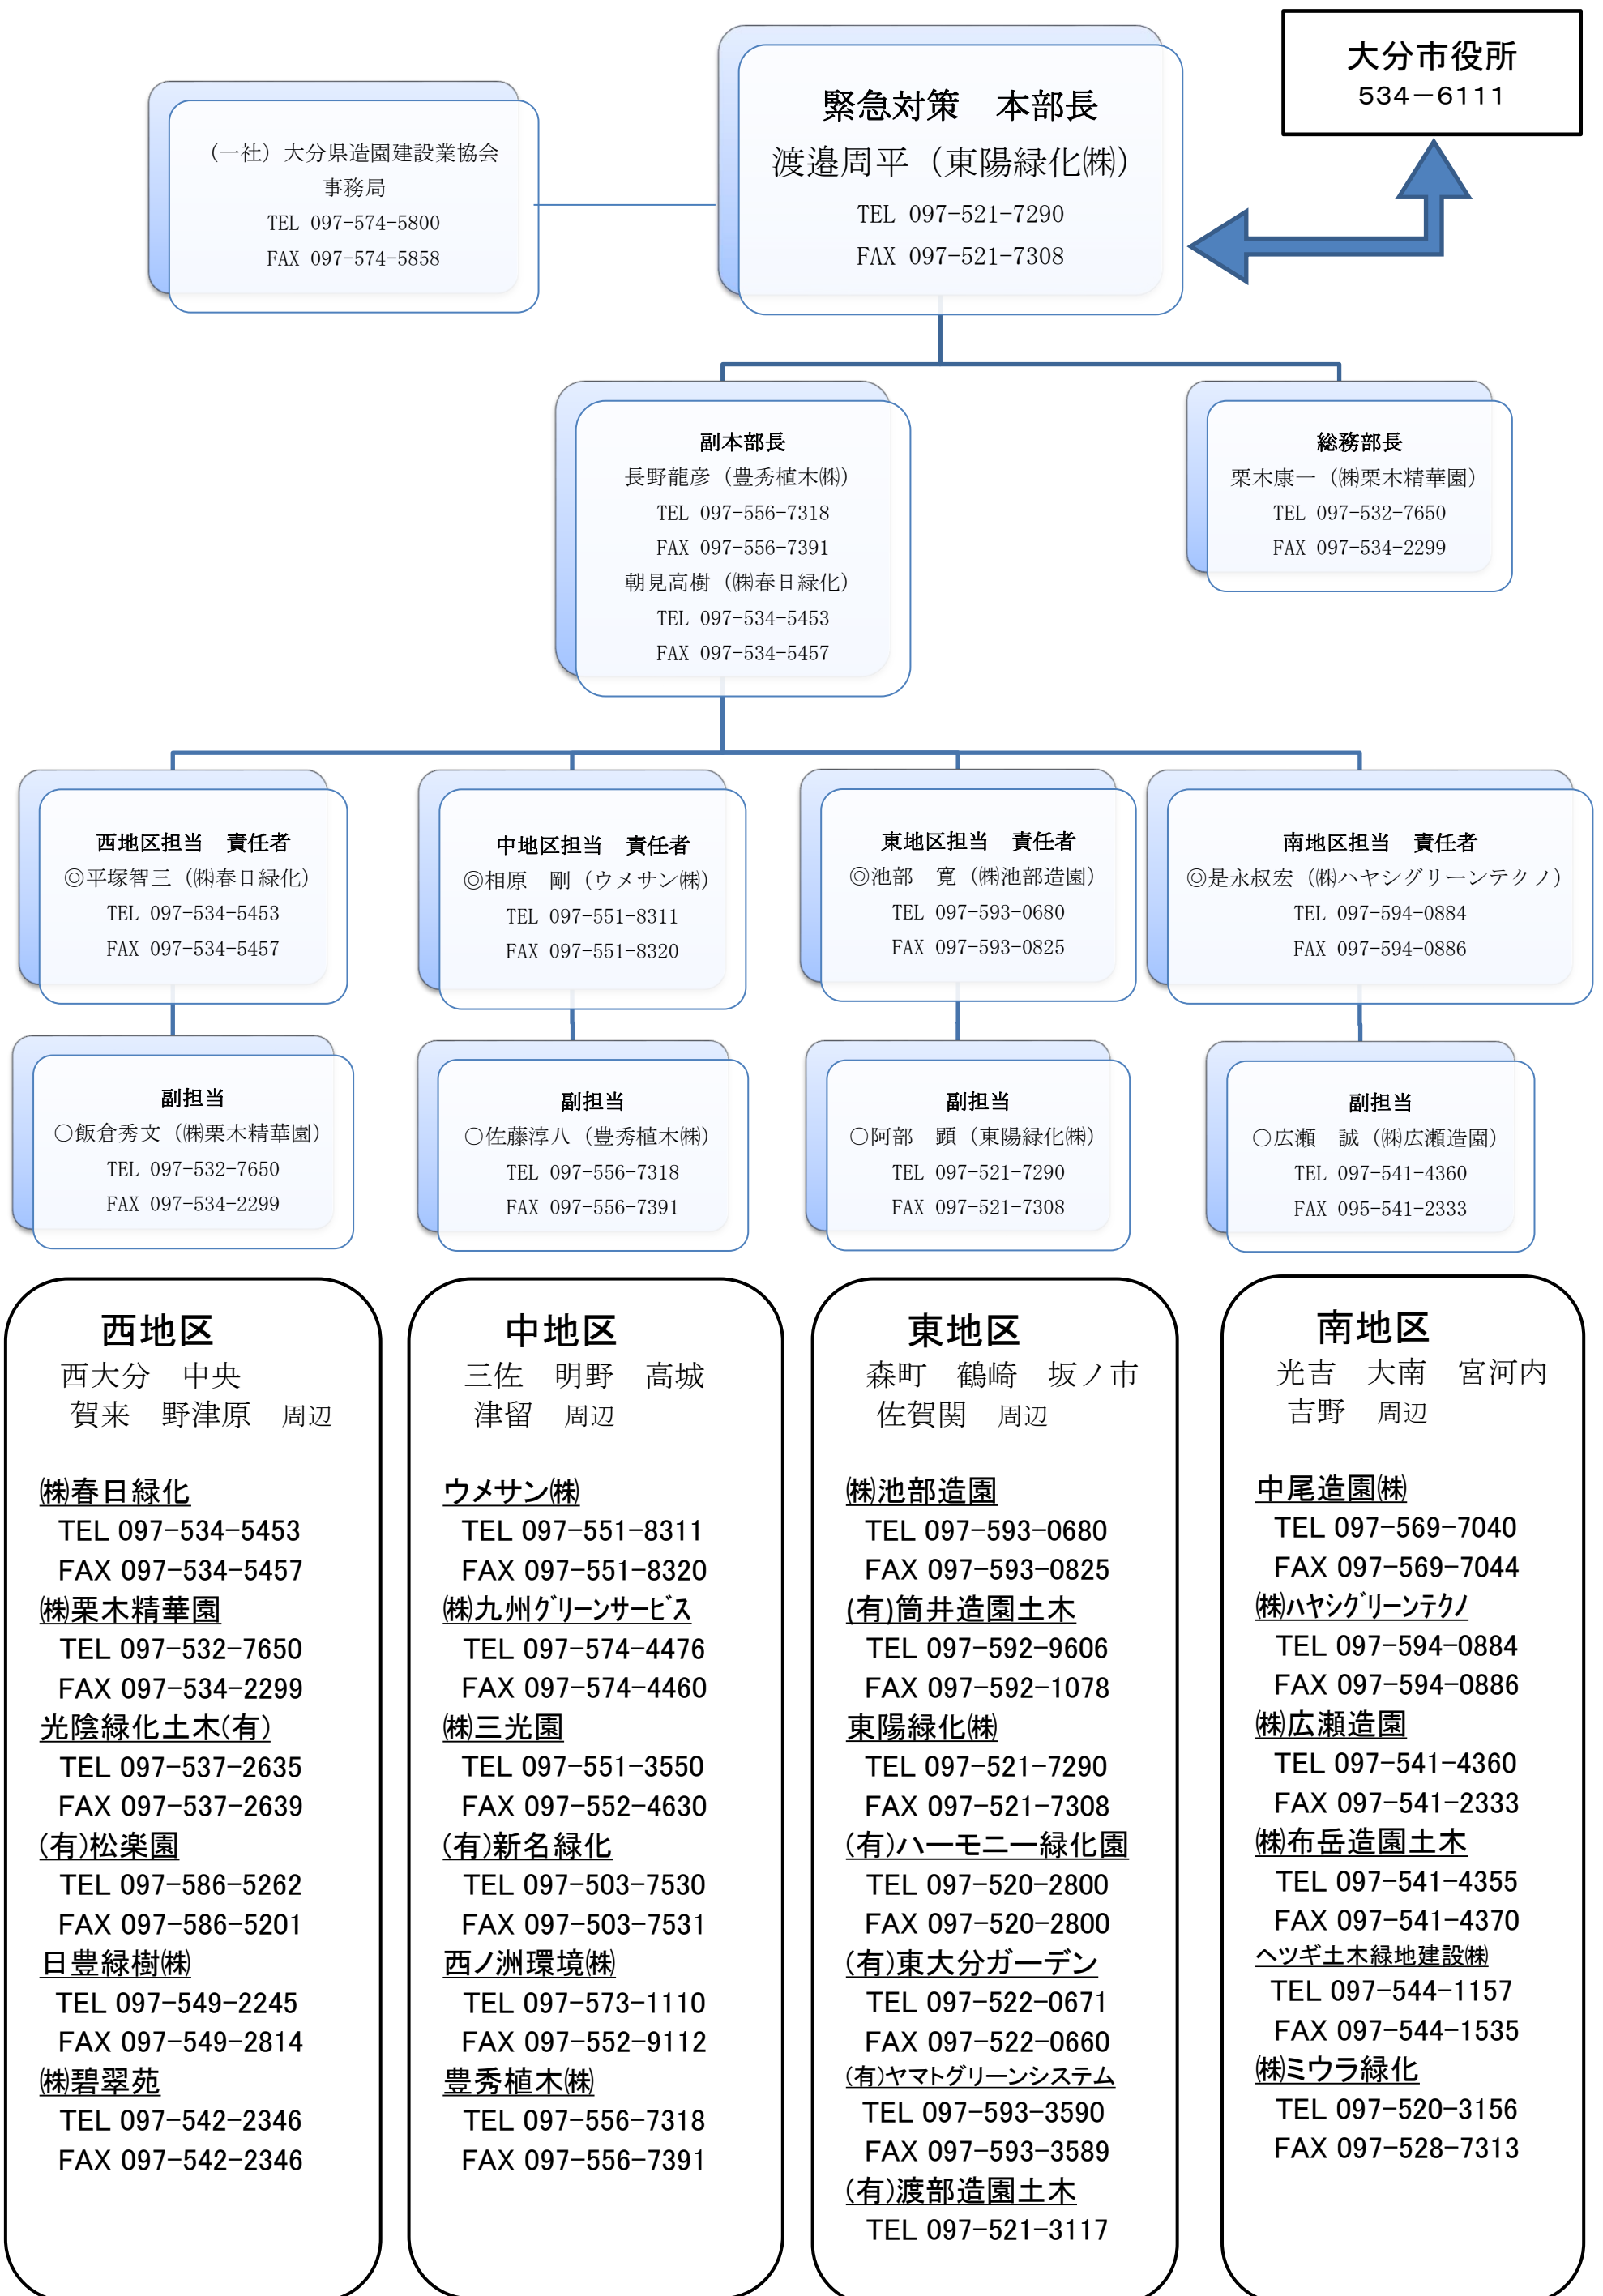 大分市役所
534－6111
緊急対策　本部長
渡邉周平（東陽緑化㈱）
TEL 097-521-7290
FAX 097-521-7308
（一社）大分県造園建設業協会
事務局
TEL 097-574-5800
FAX 097-574-5858
副本部長
長野龍彦（豊秀植木㈱）
TEL 097-556-7318
FAX 097-556-7391
朝見高樹（㈱春日緑化）
TEL 097-534-5453
FAX 097-534-5457
総務部長
栗木康一（㈱栗木精華園）
TEL 097-532-7650
FAX 097-534-2299
西地区担当　責任者
◎平塚智三（㈱春日緑化）
TEL 097-534-5453
FAX 097-534-5457
中地区担当　責任者
◎相原　剛（ウメサン㈱）
TEL 097-551-8311
FAX 097-551-8320
東地区担当　責任者
◎池部　寛（㈱池部造園）
TEL 097-593-0680
FAX 097-593-0825
南地区担当　責任者
◎是永叔宏（㈱ハヤシグリーンテクノ）
TEL 097-594-0884
FAX 097-594-0886
副担当
○飯倉秀文（㈱栗木精華園）
TEL 097-532-7650
FAX 097-534-2299
副担当
○佐藤淳八（豊秀植木㈱）
TEL 097-556-7318
FAX 097-556-7391
副担当
○阿部　顕（東陽緑化㈱）
TEL 097-521-7290
FAX 097-521-7308
副担当
○広瀬　誠（㈱広瀬造園）
TEL 097-541-4360
FAX 095-541-2333
西地区
西大分　中央
賀来　野津原　周辺
㈱春日緑化
TEL 097-534-5453
FAX 097-534-5457
㈱栗木精華園
TEL 097-532-7650
FAX 097-534-2299
光陰緑化土木(有)
TEL 097-537-2635
FAX 097-537-2639
(有)松楽園
TEL 097-586-5262
FAX 097-586-5201
日豊緑樹㈱
TEL 097-549-2245
FAX 097-549-2814
㈱碧翠苑
TEL 097-542-2346
FAX 097-542-2346
中地区
三佐　明野　高城
津留　周辺
ウメサン㈱
TEL 097-551-8311
FAX 097-551-8320
㈱九州ｸﾞﾘｰﾝｻｰﾋﾞｽ
TEL 097-574-4476
FAX 097-574-4460
㈱三光園
TEL 097-551-3550
FAX 097-552-4630
(有)新名緑化
TEL 097-503-7530
FAX 097-503-7531
西ノ洲環境㈱
TEL 097-573-1110
FAX 097-552-9112
豊秀植木㈱
TEL 097-556-7318
FAX 097-556-7391
東地区
森町　鶴崎　坂ノ市
佐賀関　周辺
㈱池部造園
TEL 097-593-0680
FAX 097-593-0825
(有)筒井造園土木
TEL 097-592-9606
FAX 097-592-1078
東陽緑化㈱
TEL 097-521-7290
FAX 097-521-7308
(有)ハーモニー緑化園
TEL 097-520-2800
FAX 097-520-2800
(有)東大分ガーデン
TEL 097-522-0671
FAX 097-522-0660
(有)ヤマトグリーンシステム
TEL 097-593-3590
FAX 097-593-3589
(有)渡部造園土木
TEL 097-521-3117
南地区
光吉　大南　宮河内
吉野　周辺
中尾造園㈱
TEL 097-569-7040
FAX 097-569-7044
㈱ﾊﾔｼｸﾞﾘｰﾝﾃｸﾉ
TEL 097-594-0884
FAX 097-594-0886
㈱広瀬造園
TEL 097-541-4360
FAX 097-541-2333
㈱布岳造園土木
TEL 097-541-4355
FAX 097-541-4370
ヘツギ土木緑地建設㈱
TEL 097-544-1157
FAX 097-544-1535
㈱ミウラ緑化
TEL 097-520-3156
FAX 097-528-7313